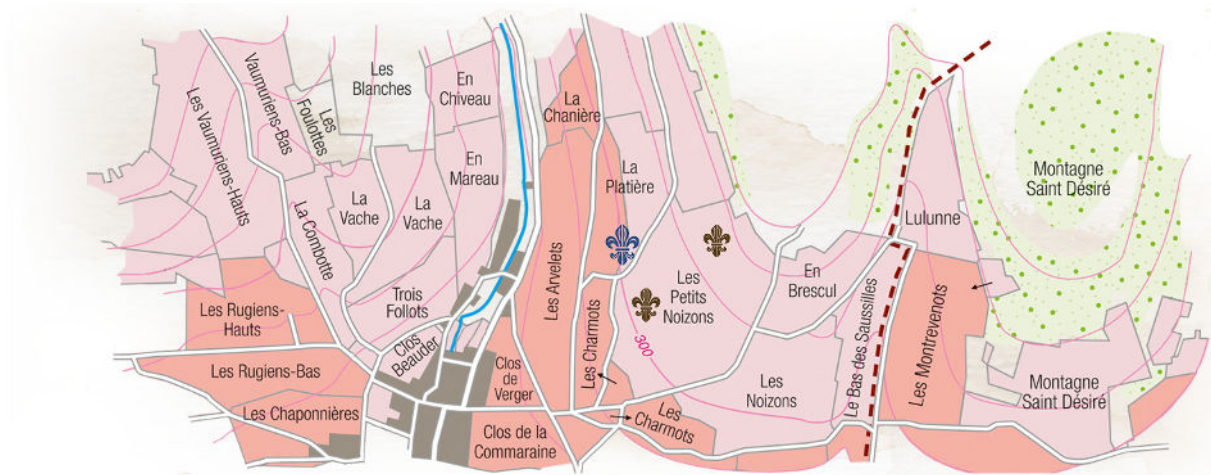 Les Vaumuriens-Hauts
Vaumuriens-Bas
Les
Foulottes
Les
Blanches
En
Chiveau
En
Mareau
La
Vache
La
Vache
La Combotte
Trois
Follots
Clos
Beauder
Les Rugiens-
Hauts
Les Rugiens-Bas
Les Chaponnières
La
Chanière
La
Platière
Les Arvelets
Les Charmots
Clos
de
Verger
Clos de la
Commaraine
Les
Charmots
Les
Petits
Noizons
300
Les
Noizons
En
Brescul
Le Bas des Saussilles
Lulunne
Les Montrevenots
Montagne
Saint Désiré
Montagne
Saint Désiré